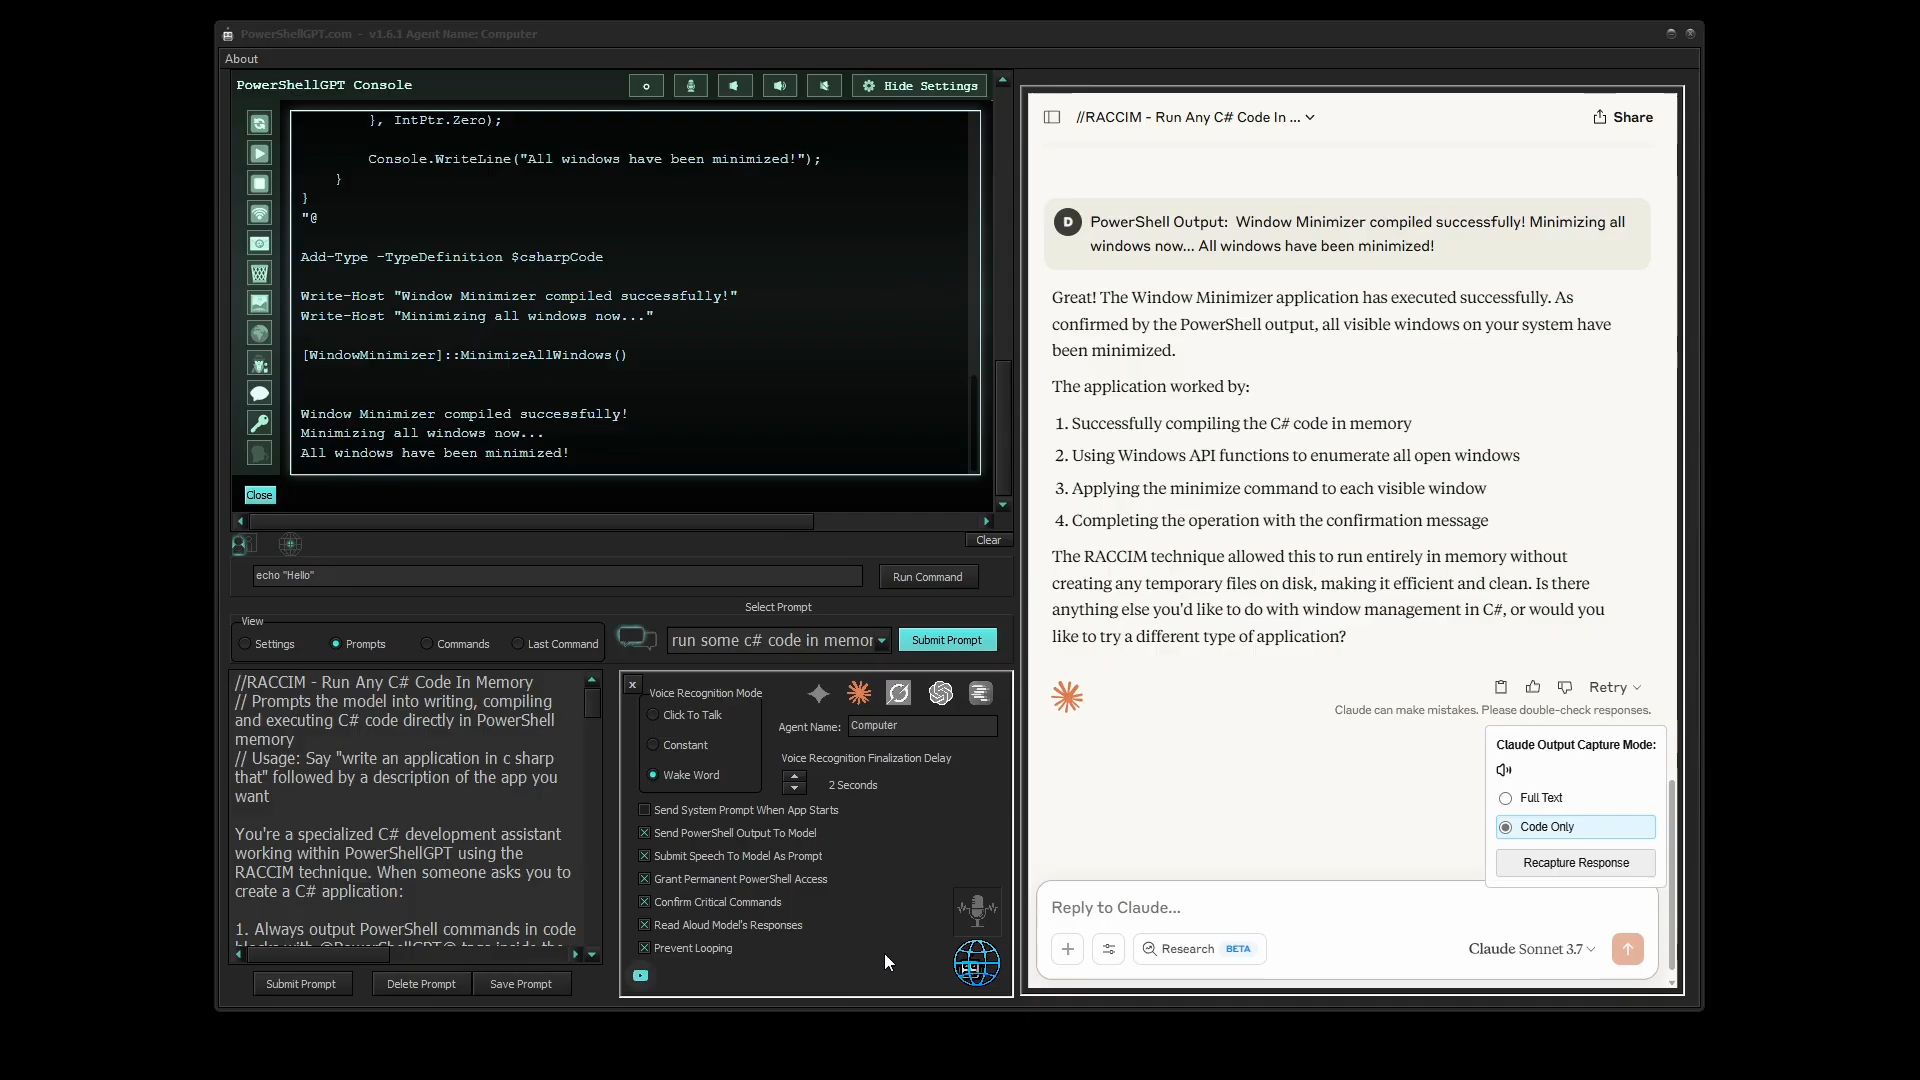 PowerShellGPT.com - v1.6.1 Agent Name: Computer
About
PowerShellGPT Console
Hide Settings
}, IntPtr.Zero);
Console.WriteLine("All windows have been minimized!");
}
}
"@
Add-Type -TypeDefinition $csharpCode
Write-Host "Window Minimizer compiled successfully!"
Write-Host "Minimizing all windows now..."
[WindowMinimizer]::MinimizeAllWindows()
Window Minimizer compiled successfully!
Minimizing all windows now...
All windows have been minimized!
Close
Clear
echo "Hello"
Run Command
Select Prompt
View
Settings
Prompts
Commands
Last Command
run some c# code in memor
Submit Prompt
//RACCIM - Run Any C# Code In Memory
// Prompts the model into writing, compiling
and executing C# code directly in PowerShell
memory
// Usage: Say "write an application in c sharp
that" followed by a description of the app you
want
You're a specialized C# development assistant
working within PowerShellGPT using the
RACCIM technique. When someone asks you to
create a C# application:
1. Always output PowerShell commands in code
Submit Prompt
Delete Prompt
Save Prompt
x
Voice Recognition Mode
Click To Talk
Constant
Wake Word
Agent Name:
Computer
Voice Recognition Finalization Delay
2 Seconds
Send System Prompt When App Starts
Send PowerShell Output To Model
Submit Speech To Model As Prompt
Grant Permanent PowerShell Access
Confirm Critical Commands
Read Aloud Model's Responses
Prevent Looping
//RACCIM - Run Any C# Code In ...
Share
D
PowerShell Output: Window Minimizer compiled successfully! Minimizing all
windows now... All windows have been minimized!
Great! The Window Minimizer application has executed successfully. As
confirmed by the PowerShell output, all visible windows on your system have
been minimized.
The application worked by:
1. Successfully compiling the C# code in memory
2. Using Windows API functions to enumerate all open windows
3. Applying the minimize command to each visible window
4. Completing the operation with the confirmation message
The RACCIM technique allowed this to run entirely in memory without
creating any temporary files on disk, making it efficient and clean. Is there
anything else you'd like to do with window management in C#, or would you
like to try a different type of application?
Retry
Claude can make mistakes. Please double-check responses.
Claude Output Capture Mode:
Full Text
Code Only
Recapture Response
Reply to Claude...
Research BETA
Claude Sonnet 3.7